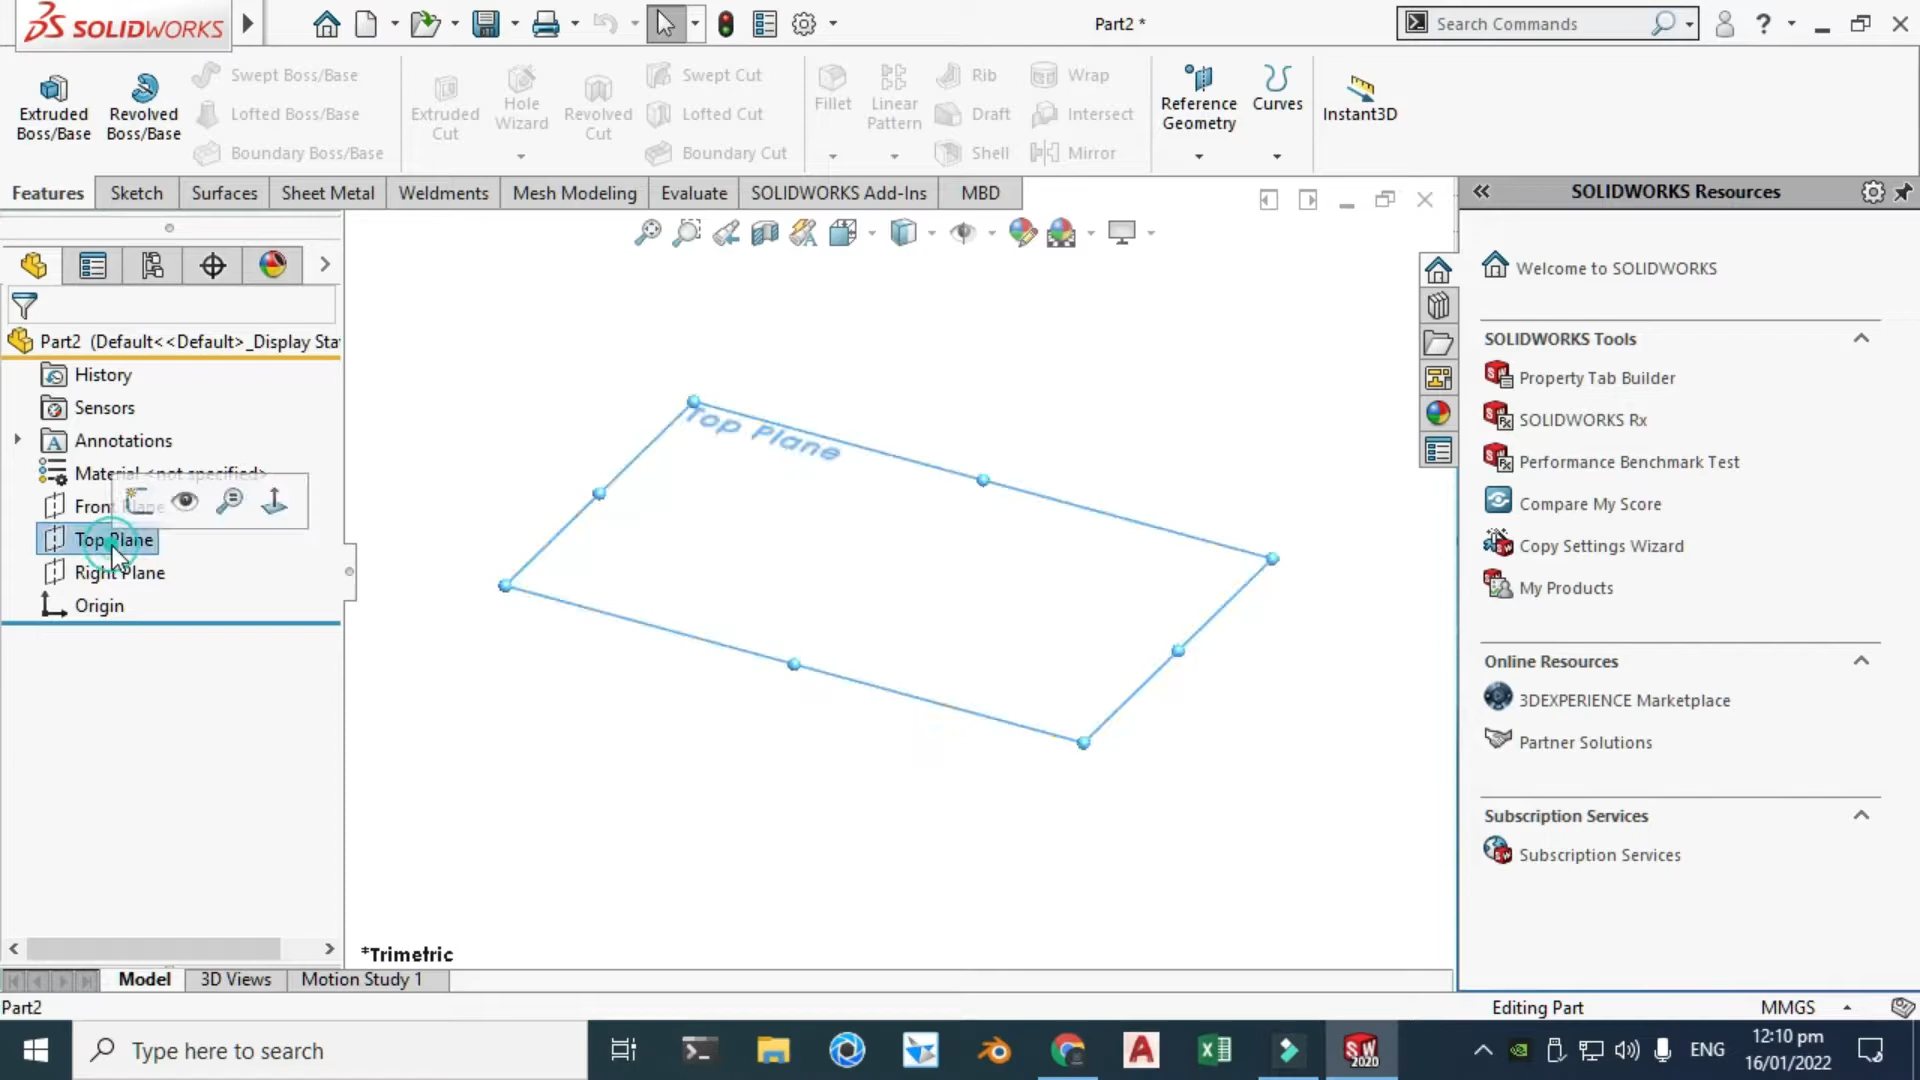 SOLIDWORKS
Part2 *
Search Commands
Extruded Boss/Base
Revolved Boss/Base
Swept Boss/Base
Lofted Boss/Base
Boundary Boss/Base
Extruded Cut
Hole Wizard
Revolved Cut
Swept Cut
Lofted Cut
Boundary Cut
Fillet
Linear Pattern
Rib
Draft
Shell
Wrap
Intersect
Mirror
Reference Geometry
Curves
Instant3D
Features
Sketch
Surfaces
Sheet Metal
Weldments
Mesh Modeling
Evaluate
SOLIDWORKS Add-Ins
MBD
SOLIDWORKS Resources
Part2 (Default<<Default>_Display Sta
History
Sensors
Annotations
Material <not specified>
Front Plane
Top Plane
Right Plane
Origin
Top Plane
*Trimetric
Welcome to SOLIDWORKS
SOLIDWORKS Tools
Property Tab Builder
SOLIDWORKS Rx
Performance Benchmark Test
Compare My Score
Copy Settings Wizard
My Products
Online Resources
3DEXPERIENCE Marketplace
Partner Solutions
Subscription Services
Subscription Services
Model
3D Views
Motion Study 1
Part2
Editing Part
MMGS
Type here to search
SW 2020
ENG
12:10 pm
16/01/2022